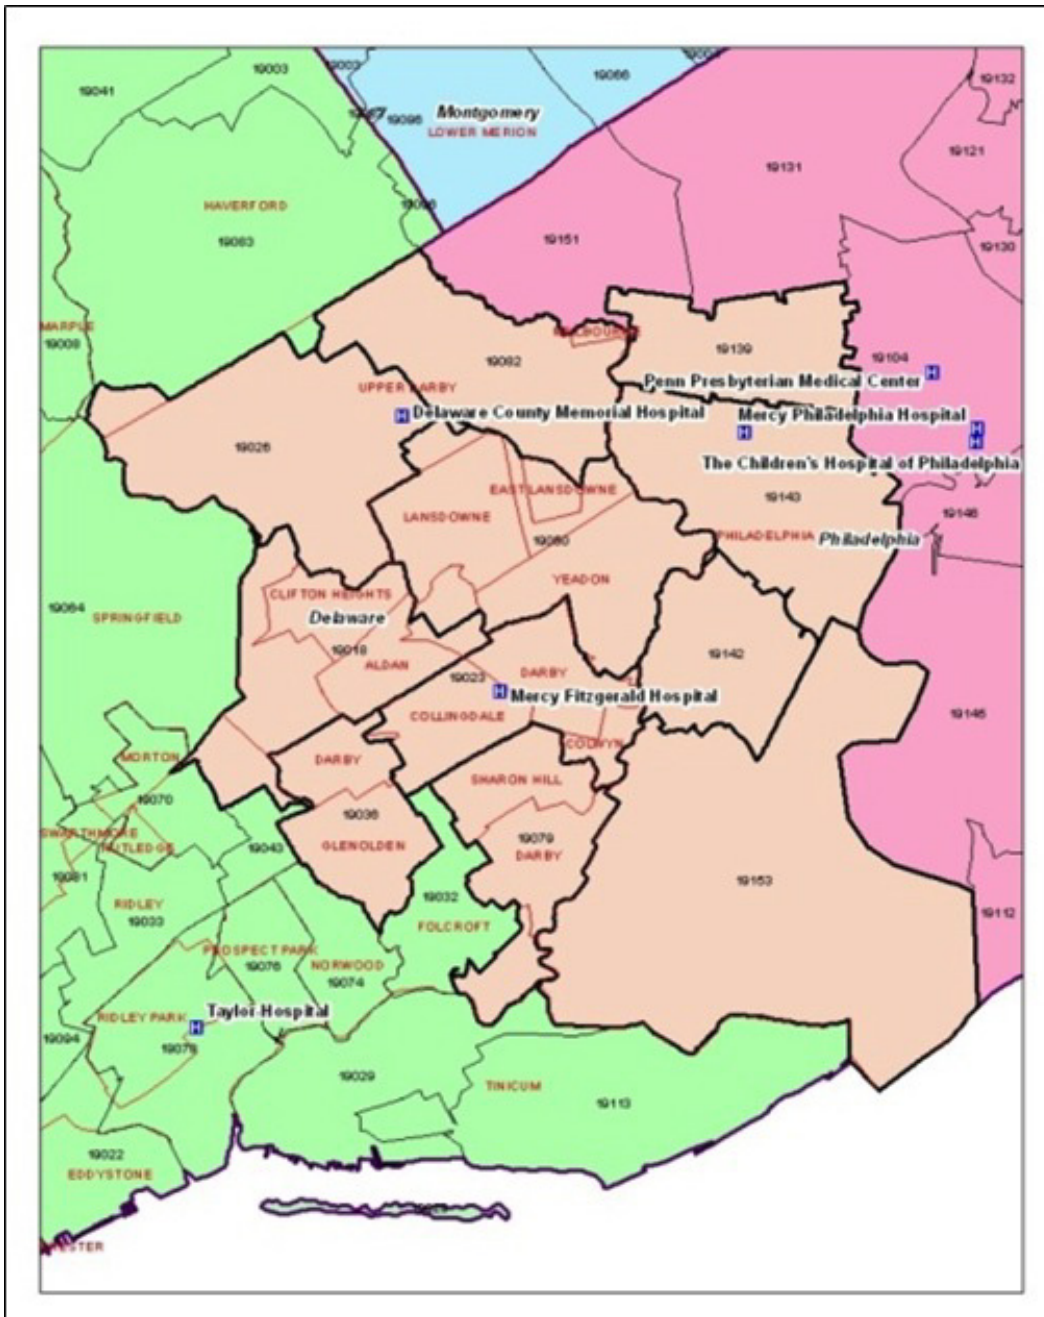 19003
19003
19066
19132
19041
Montgomery
19096
LOWER MERION
19121
19131
HAVERFORD
19083
19151
19130
MARPLE
19008
19082
19139
19104
UPPER DARBY
Penn Presbyterian Medical Center
Delaware County Memorial Hospital
Mercy Philadelphia Hospital
19026
The Children's Hospital of Philadelphia
EAST LANSDOWNE
19143
LANSDOWNE
19146
19050
PHILADELPHIA
Philadelphia
YEADON
CLIFTON HEIGHTS
19064
SPRINGFIELD
Delaware
19018
ALDAN
19142
19023
DARBY
Mercy Fitzgerald Hospital
COLLINGDALE
19145
COLWYN
MORTON
DARBY
SHARON HILL
19070
19036
SWARTHMORE
RUTLEDGE
GLENOLDEN
19043
19079
DARBY
19081
19153
19032
RIDLEY
19033
FOLCROFT
19112
PROSPECT PARK
19076
NORWOOD
19074
Taylor Hospital
RIDLEY PARK
19094
19078
19029
TINICUM
19113
19022
EDDYSTONE